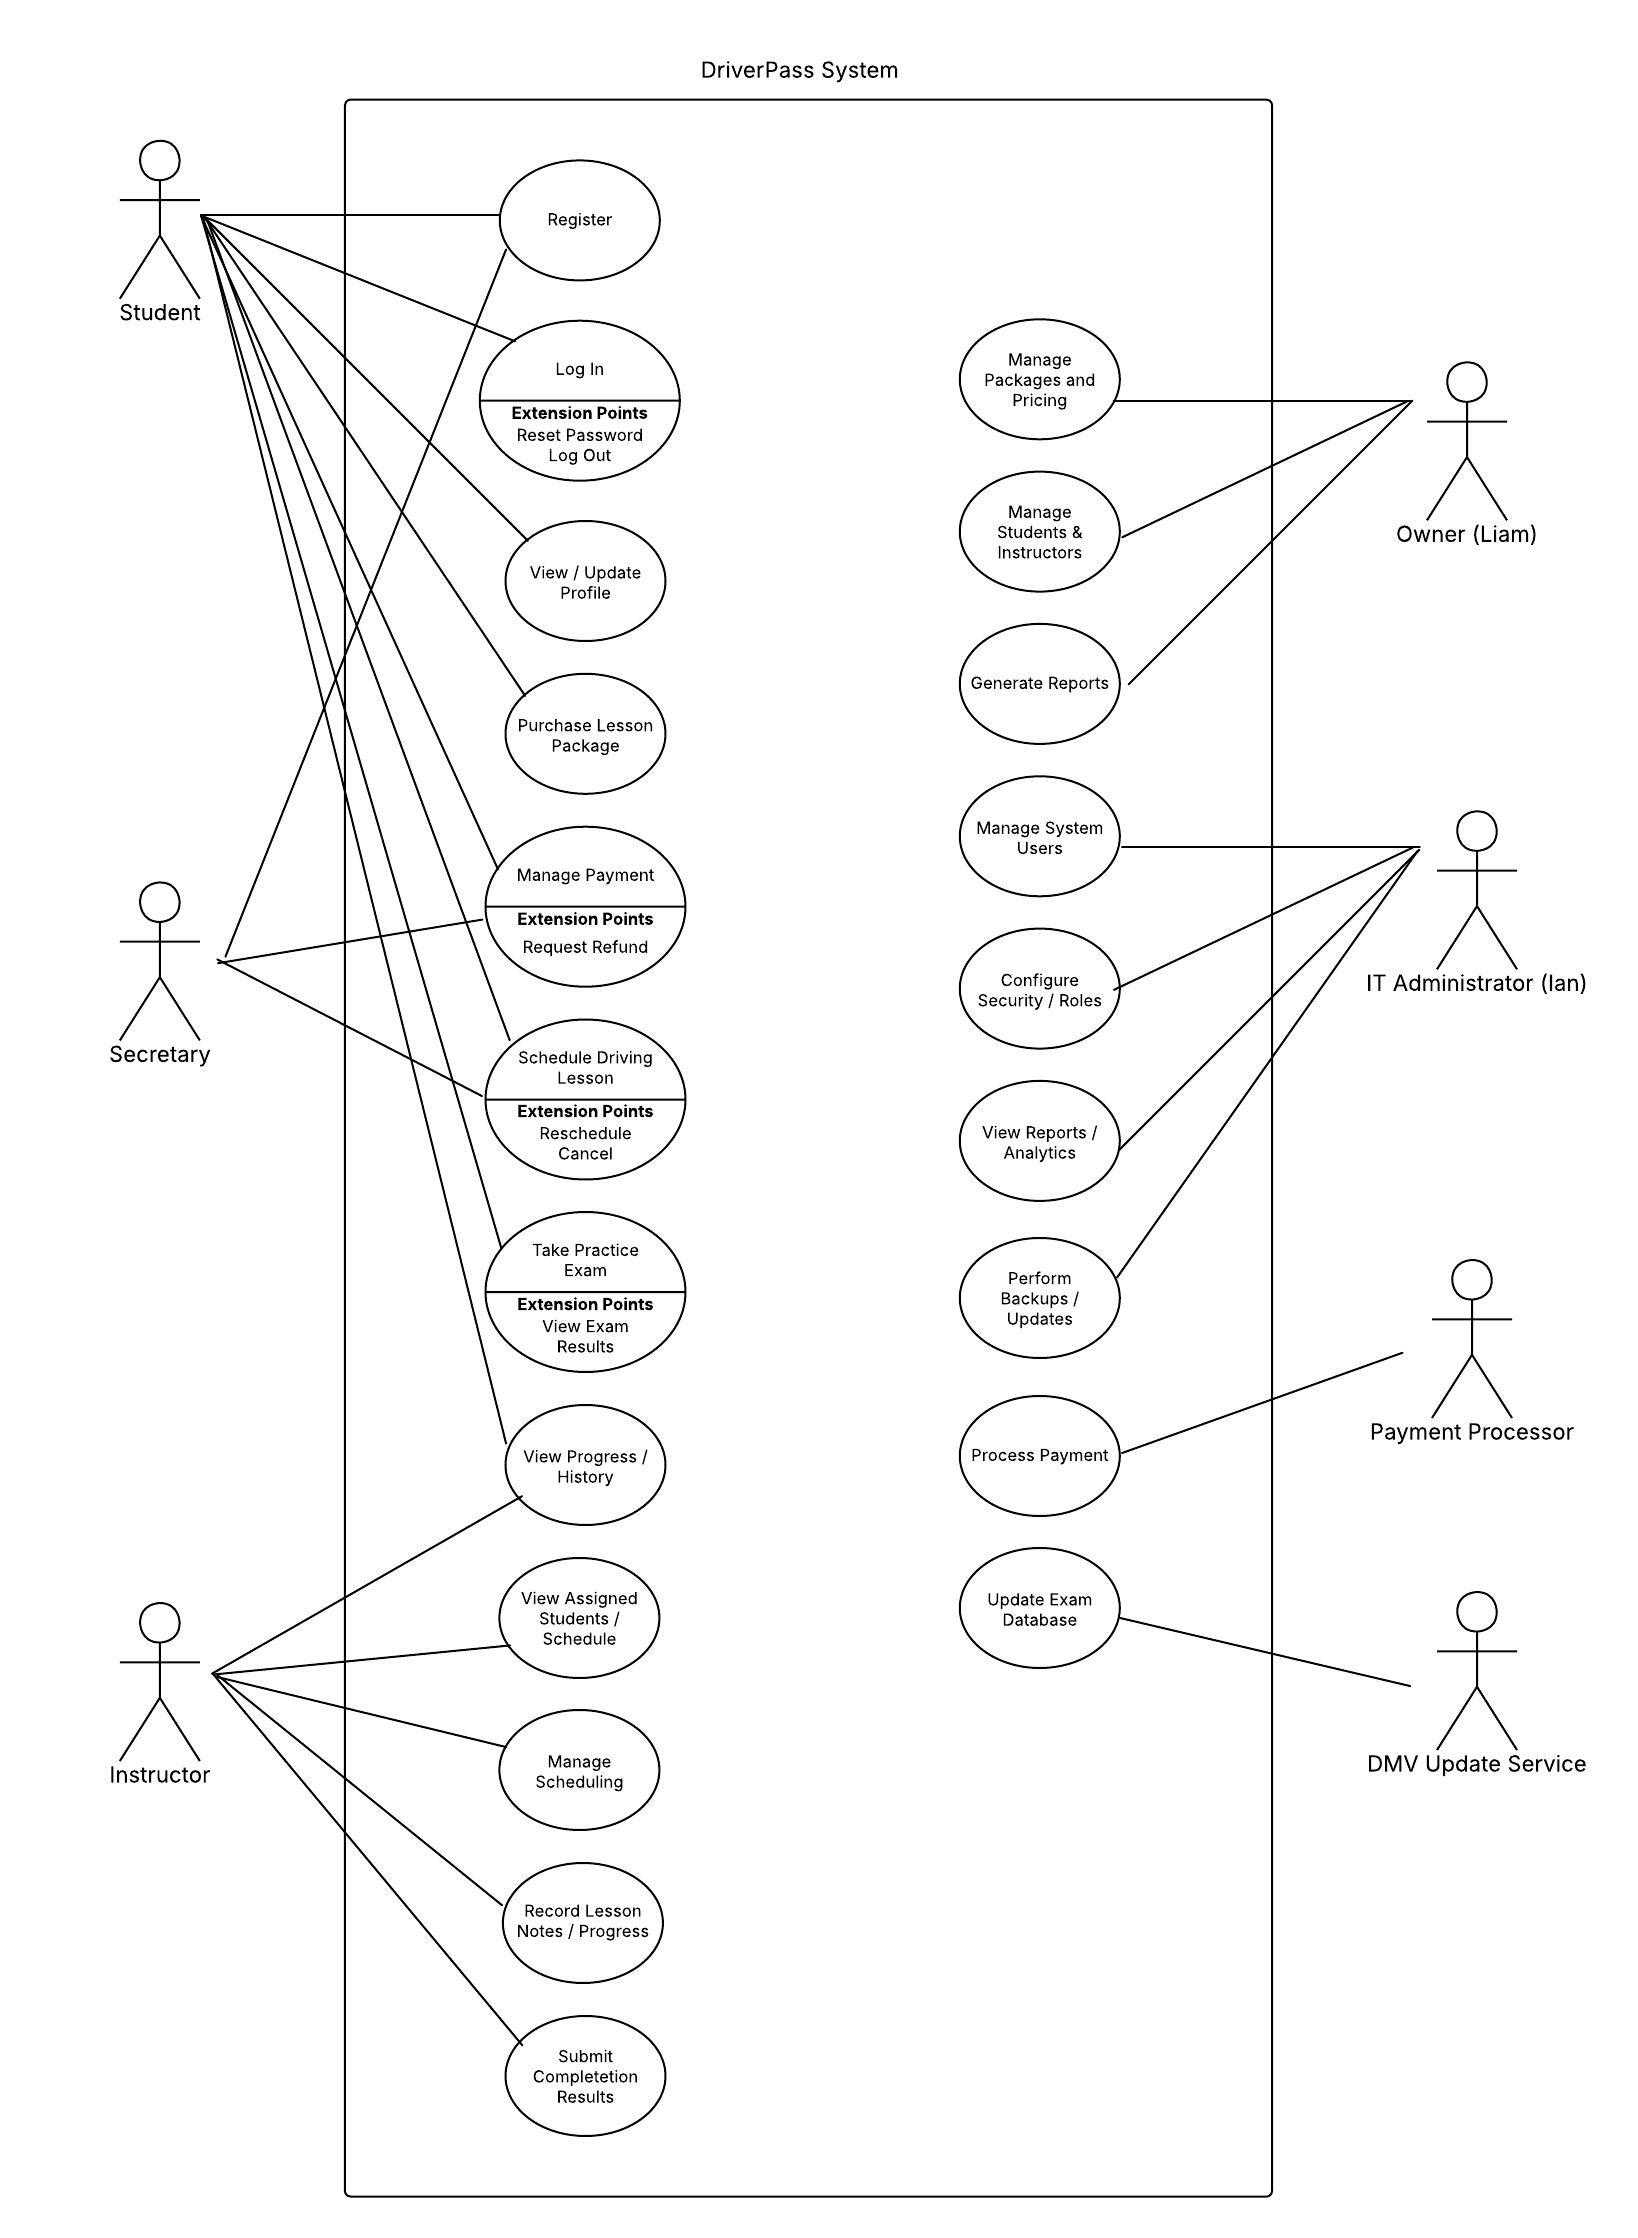 DriverPass System
Student
Register
Log In
Extension Points
Reset Password
Log Out
View / Update
Profile
Purchase Lesson
Package
Secretary
Manage Payment
Extension Points
Request Refund
Schedule Driving
Lesson
Extension Points
Reschedule
Cancel
Take Practice
Exam
Extension Points
View Exam
Results
View Progress /
History
Instructor
View Assigned
Students /
Schedule
Manage
Scheduling
Record Lesson
Notes / Progress
Submit
Completetion
Results
Manage
Packages and
Pricing
Owner (Liam)
Manage
Students &
Instructors
Generate Reports
Manage System
Users
IT Administrator (Ian)
Configure
Security / Roles
View Reports /
Analytics
Perform
Backups /
Updates
Payment Processor
Process Payment
Update Exam
Database
DMV Update Service